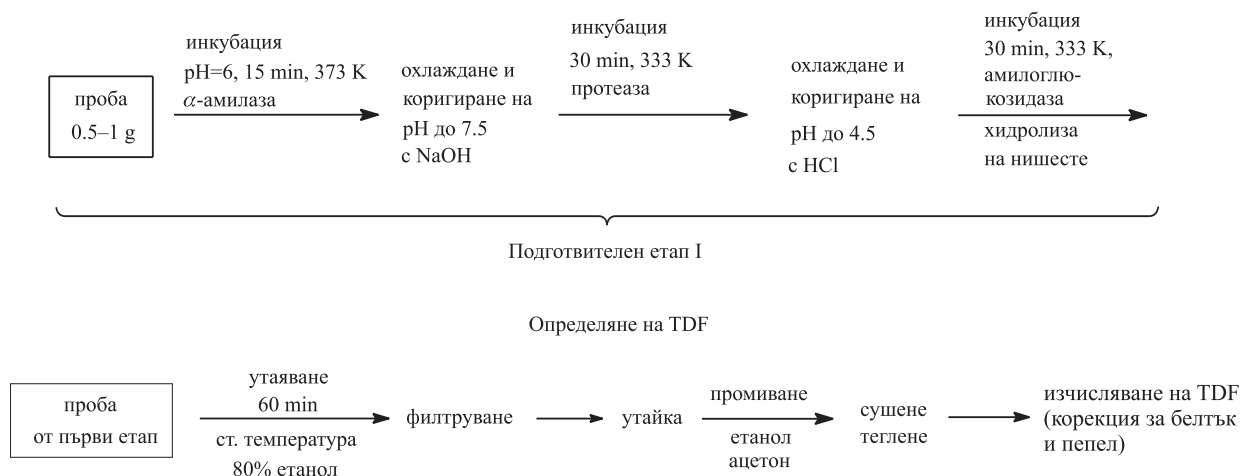 проба
0.5–1 g
инкубация
pH=6, 15 min, 373 K
α-амилаза
охлаждане и
коригиране на
pH до 7.5
с NaOH
инкубация
30 min, 333 K
протеаза
охлаждане и
коригиране на
pH до 4.5
с HCl
инкубация
30 min, 333 K,
амилоглю-
козидаза
хидролиза
на нишесте
Подготвителен етап I
Определяне на TDF
проба
от първи етап
утаяване
60 min
ст. температура
80% етанол
филтруване
утайка
промиване
етанол
ацетон
сушене
теглене
изчисляване на TDF
(корекция за белтък
и пепел)